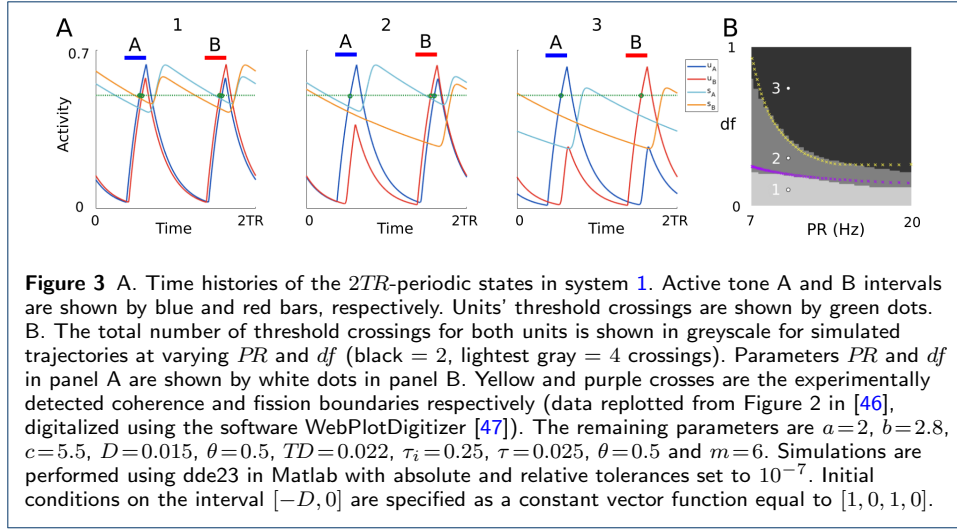 A 1 2 3 B
A B A B A B
0.7
Activity
0
0 Time 2TR
0 Time 2TR
0 Time 2TR
u_A
u_B
s_A
s_B
1
df
0
3
2
1
7 PR (Hz) 20
Figure 3 A. Time histories of the 2TR-periodic states in system 1. Active tone A and B intervals
are shown by blue and red bars, respectively. Units’ threshold crossings are shown by green dots.
B. The total number of threshold crossings for both units is shown in greyscale for simulated
trajectories at varying PR and df (black = 2, lightest gray = 4 crossings). Parameters PR and df
in panel A are shown by white dots in panel B. Yellow and purple crosses are the experimentally
detected coherence and fission boundaries respectively (data replotted from Figure 2 in [46],
digitalized using the software WebPlotDigitizer [47]). The remaining parameters are a=2, b=2.8,
c=5.5, D=0.015, θ=0.5, TD=0.022, τ_i=0.25, τ=0.025, θ=0.5 and m=6. Simulations are
performed using dde23 in Matlab with absolute and relative tolerances set to 10^{-7}. Initial
conditions on the interval [−D, 0] are specified as a constant vector function equal to [1, 0, 1, 0].